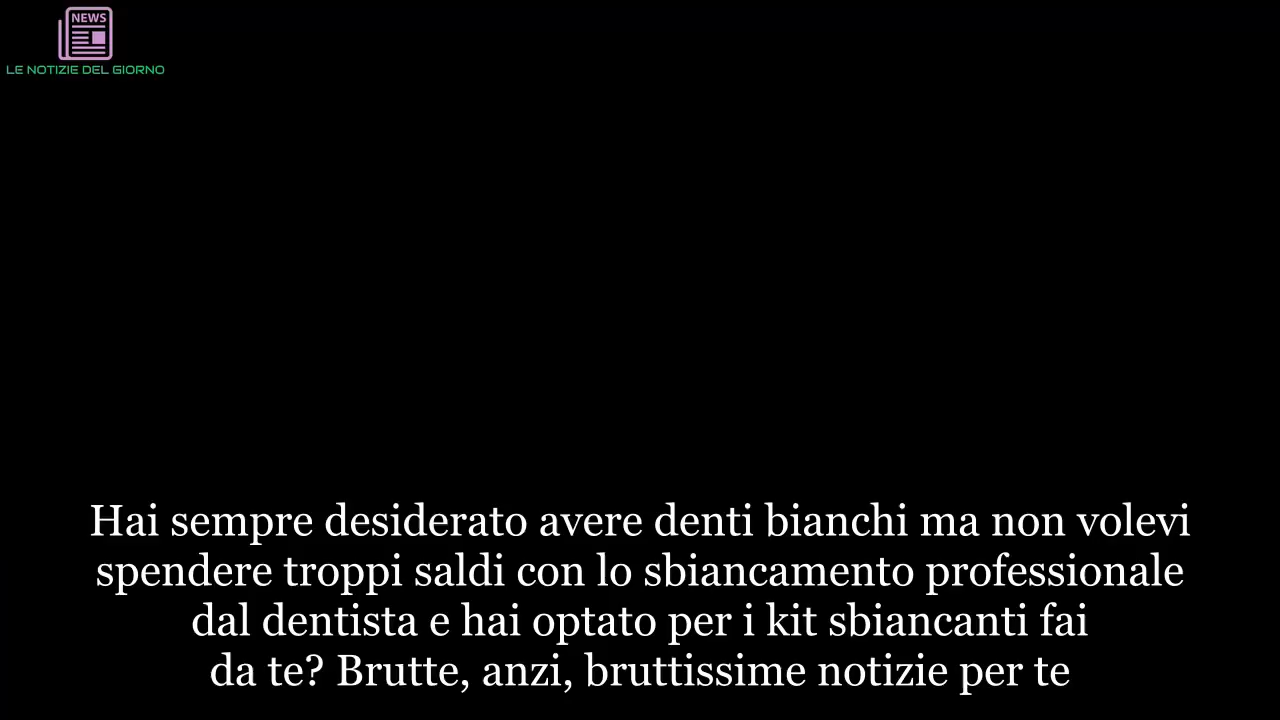 NEWS
LE NOTIZIE DEL GIORNO
Hai sempre desiderato avere denti bianchi ma non volevi
spendere troppi saldi con lo sbiancamento professionale
dal dentista e hai optato per i kit sbiancanti fai
da te? Brutte, anzi, bruttissime notizie per te